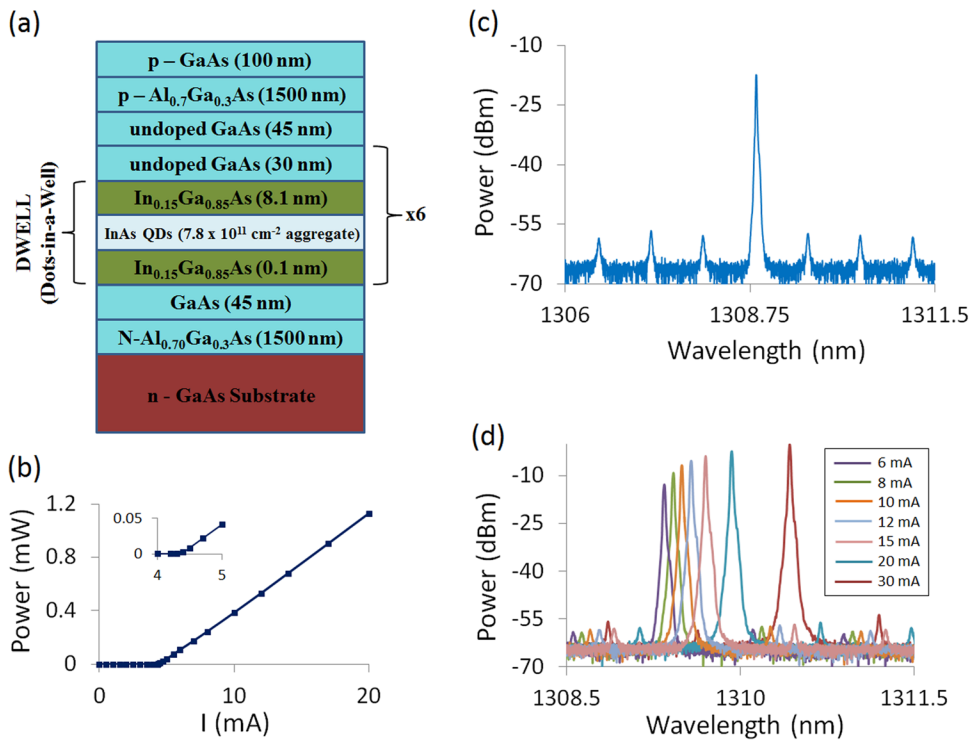 (a)
p – GaAs (100 nm)
p – Al0.7Ga0.3As (1500 nm)
undoped GaAs (45 nm)
undoped GaAs (30 nm)
In0.15Ga0.85As (8.1 nm)
InAs QDs (7.8 x 10^11 cm^-2 aggregate)
In0.15Ga0.85As (0.1 nm)
GaAs (45 nm)
N-Al0.70Ga0.3As (1500 nm)
n - GaAs Substrate
DWELL
(Dots-in-a-Well)
x6
(b)
Power (mW)
1.2
0.8
0.4
0
0.05
0
4
5
0
10
20
I (mA)
(c)
Power (dBm)
-10
-25
-40
-55
-70
1306
1308.75
1311.5
Wavelength (nm)
(d)
Power (dBm)
-10
-25
-40
-55
-70
1308.5
1310
1311.5
Wavelength (nm)
6 mA
8 mA
10 mA
12 mA
15 mA
20 mA
30 mA